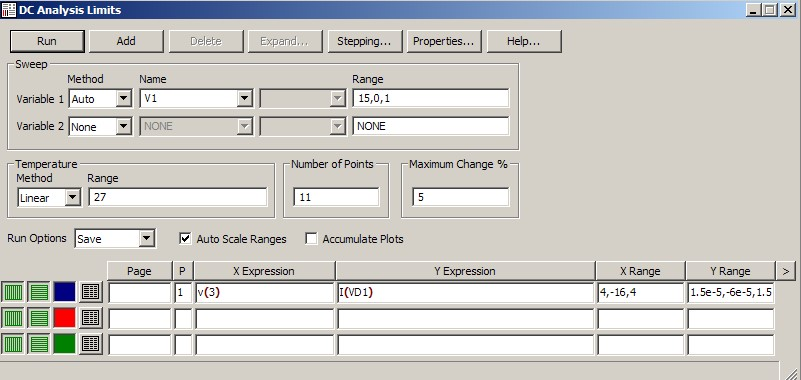 DC Analysis Limits
Run Add Delete Expand... Stepping... Properties... Help...
Sweep
Method Name Range
Variable 1 Auto V1 15,0,1
Variable 2 None NONE NONE
Temperature Number of Points Maximum Change %
Method Range
Linear 27 11 5
Run Options Save Auto Scale Ranges Accumulate Plots
Page P X Expression Y Expression X Range Y Range >
1 v(3) I(VD1) 4,-16,4 1.5e-5,-6e-5,1.5